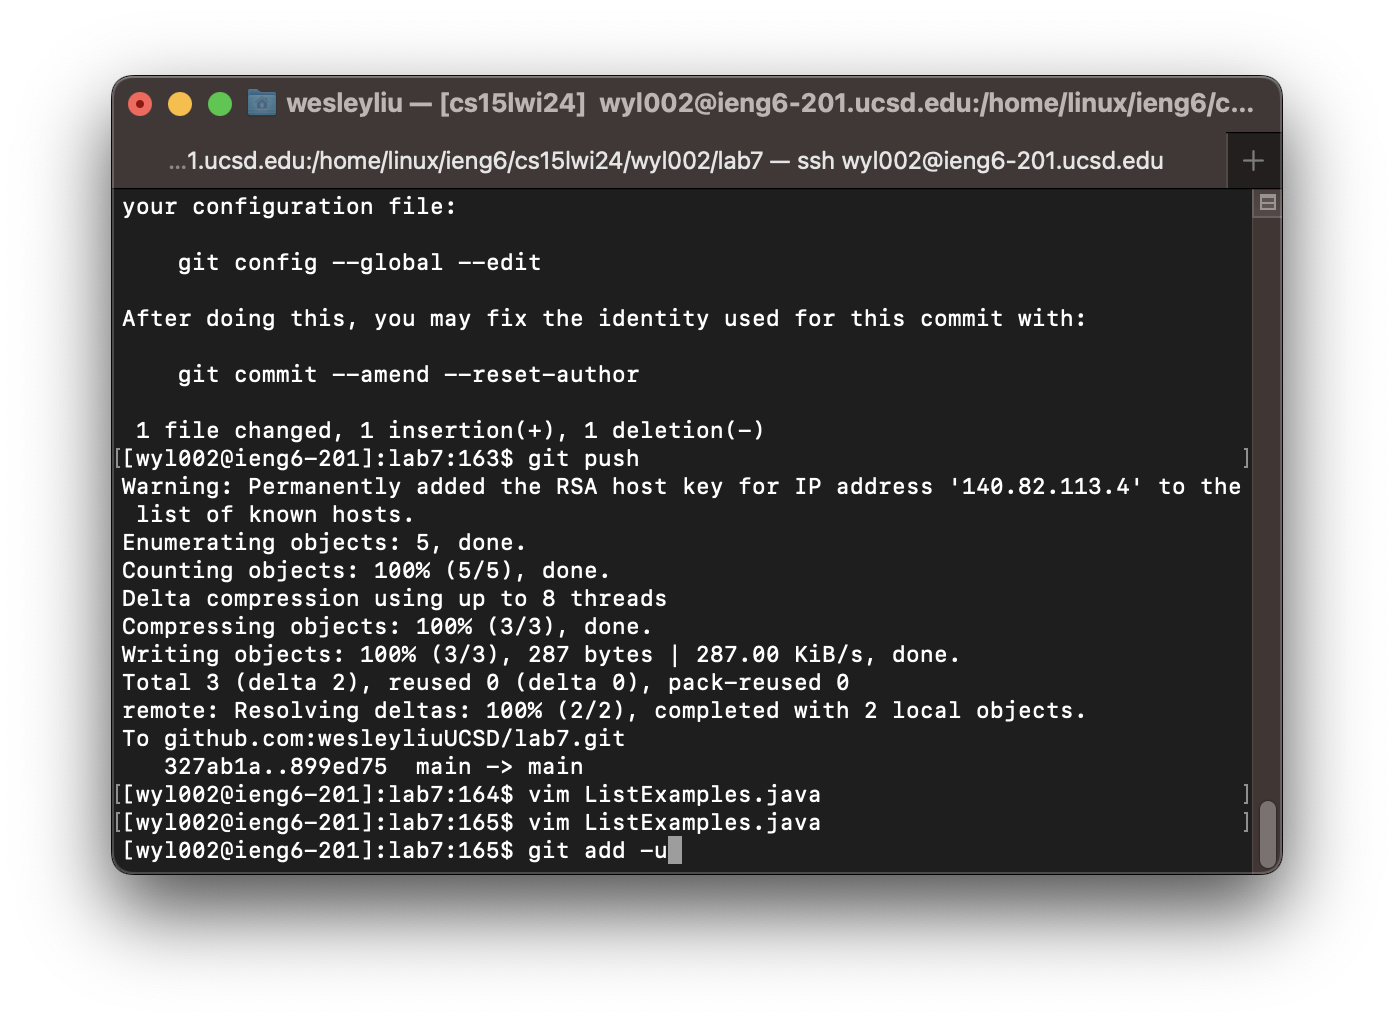 wesleyliu — [cs15lwi24] wyl002@ieng6-201.ucsd.edu:/home/linux/ieng6/c...
...1.ucsd.edu:/home/linux/ieng6/cs15lwi24/wyl002/lab7 — ssh wyl002@ieng6-201.ucsd.edu
your configuration file:
    git config --global --edit
After doing this, you may fix the identity used for this commit with:
    git commit --amend --reset-author
 1 file changed, 1 insertion(+), 1 deletion(-)
[[wyl002@ieng6-201]:lab7:163$ git push ]
Warning: Permanently added the RSA host key for IP address '140.82.113.4' to the
 list of known hosts.
Enumerating objects: 5, done.
Counting objects: 100% (5/5), done.
Delta compression using up to 8 threads
Compressing objects: 100% (3/3), done.
Writing objects: 100% (3/3), 287 bytes | 287.00 KiB/s, done.
Total 3 (delta 2), reused 0 (delta 0), pack-reused 0
remote: Resolving deltas: 100% (2/2), completed with 2 local objects.
To github.com:wesleyliuUCSD/lab7.git
   327ab1a..899ed75  main -> main
[[wyl002@ieng6-201]:lab7:164$ vim ListExamples.java ]
[[wyl002@ieng6-201]:lab7:165$ vim ListExamples.java ]
[wyl002@ieng6-201]:lab7:165$ git add -u